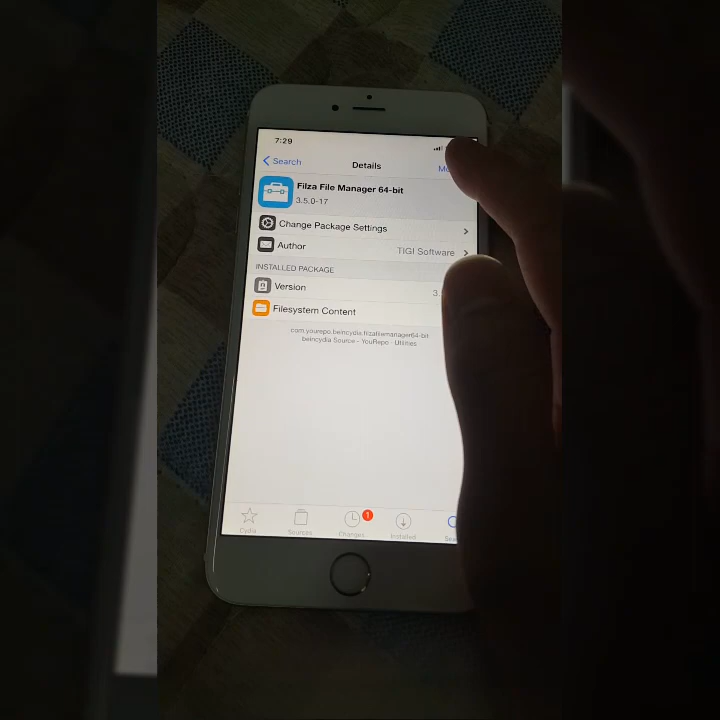 7:29
Search
Details
Filza File Manager 64-bit
3.5.0-17
Change Package Settings
Author
TIGI Software
INSTALLED PACKAGE
Version
3.
Filesystem Content
com.yourepo.beincydia.filzafilemanager64-bit
beincydia Source - YouRepo - Utilities
Cydia
Sources
Changes
1
Installed